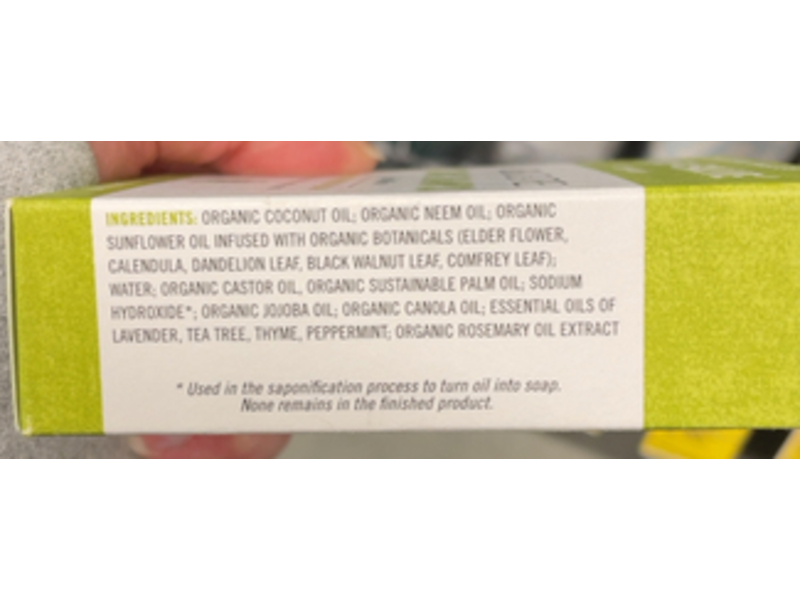 INGREDIENTS: ORGANIC COCONUT OIL; ORGANIC NEEM OIL; ORGANIC
SUNFLOWER OIL INFUSED WITH ORGANIC BOTANICALS (ELDER FLOWER,
CALENDULA, DANDELION LEAF, BLACK WALNUT LEAF, COMFREY LEAF);
WATER; ORGANIC CASTOR OIL, ORGANIC SUSTAINABLE PALM OIL; SODIUM
HYDROXIDE*; ORGANIC JOJOBA OIL; ORGANIC CANOLA OIL; ESSENTIAL OILS OF
LAVENDER, TEA TREE, THYME, PEPPERMINT; ORGANIC ROSEMARY OIL EXTRACT
* Used in the saponification process to turn oil into soap.
None remains in the finished product.